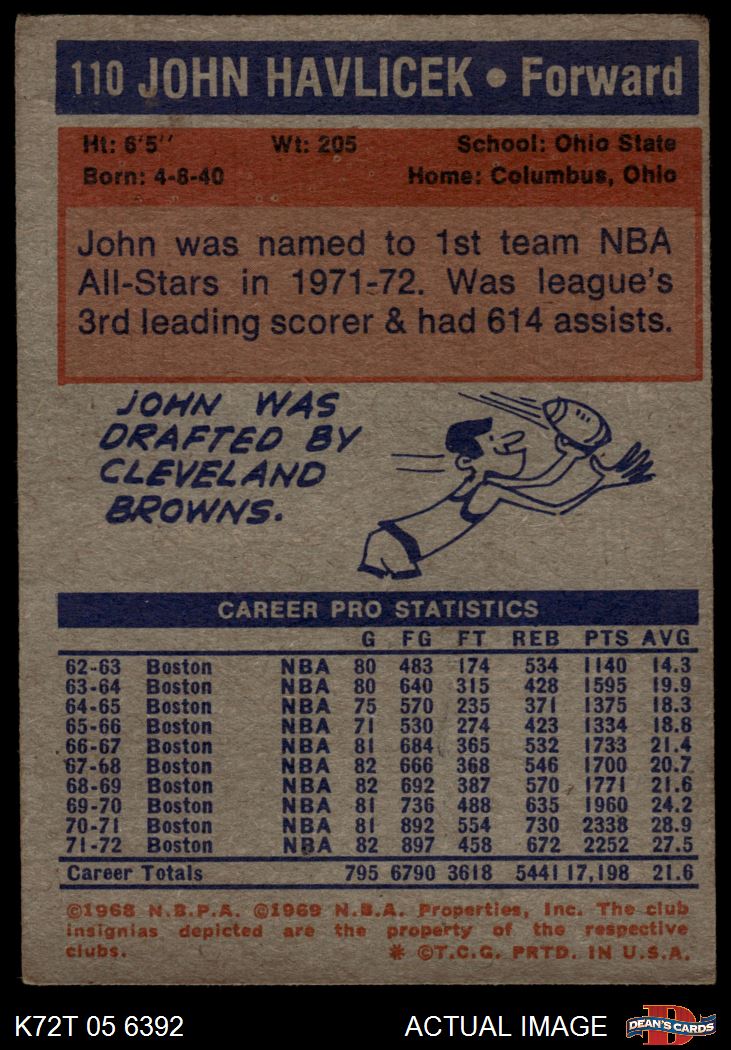 110 JOHN HAVLICEK • Forward
Ht: 6'5" Wt: 205 School: Ohio State
Born: 4-8-40 Home: Columbus, Ohio
John was named to 1st team NBA
All-Stars in 1971-72. Was league's
3rd leading scorer & had 614 assists.
JOHN WAS
DRAFTED BY
CLEVELAND
BROWNS.
CAREER PRO STATISTICS
G FG FT REB PTS AVG
62-63 Boston NBA 80 483 174 534 1140 14.3
63-64 Boston NBA 80 640 315 428 1595 19.9
64-65 Boston NBA 75 570 235 371 1375 18.3
65-66 Boston NBA 71 530 274 423 1334 18.8
66-67 Boston NBA 81 684 365 532 1733 21.4
67-68 Boston NBA 82 666 368 546 1700 20.7
68-69 Boston NBA 82 692 387 570 1771 21.6
69-70 Boston NBA 81 736 488 635 1960 24.2
70-71 Boston NBA 81 892 554 730 2338 28.9
71-72 Boston NBA 82 897 458 672 2252 27.5
Career Totals 795 6790 3618 5441 17,198 21.6
©1968 N.B.P.A. ©1969 N.B.A. Properties, Inc. The club
insignias depicted are the property of the respective
clubs. * ©T.C.G. PRTD. IN U.S.A.
K72T 05 6392 ACTUAL IMAGE DEAN'S CARDS